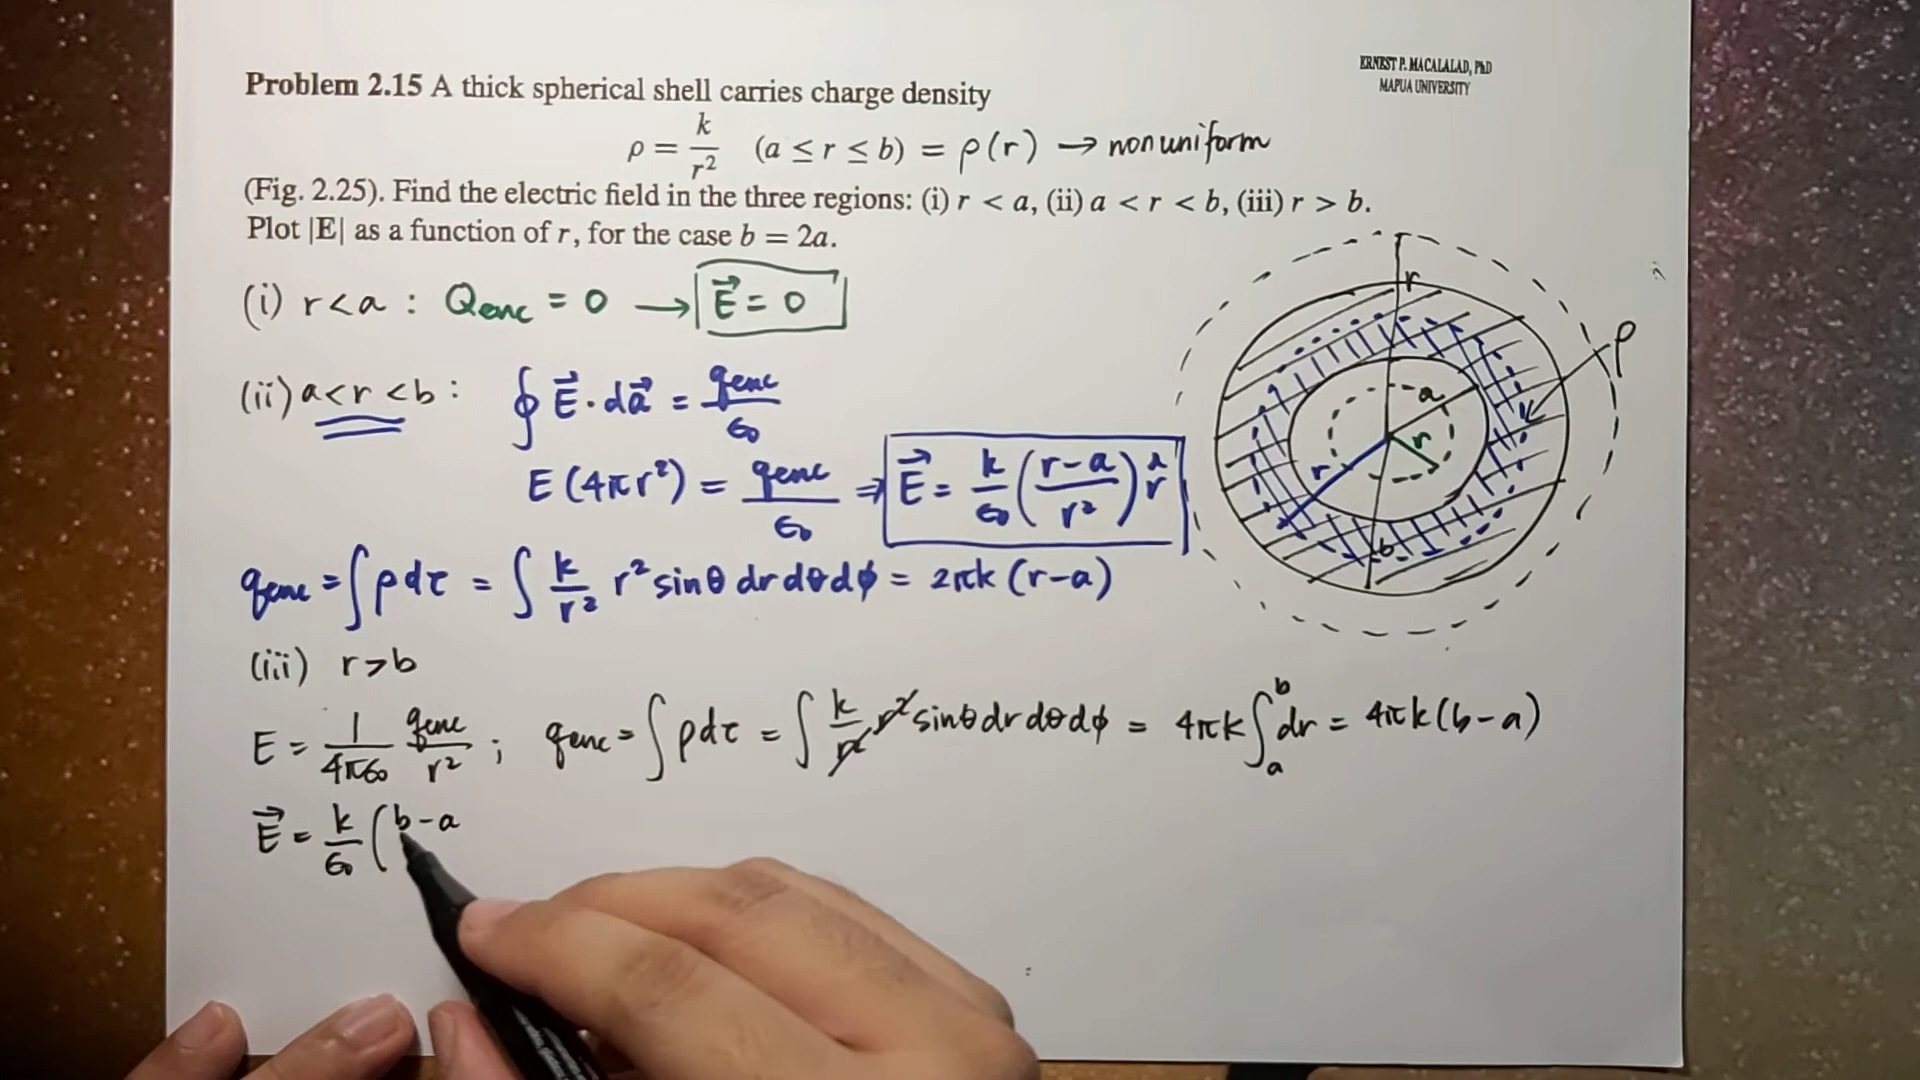 ERNEST P. MACALALAD, PhD
MAPUA UNIVERSITY
Problem 2.15 A thick spherical shell carries charge density
ρ = k/r² (a ≤ r ≤ b) = ρ(r) → nonuniform
(Fig. 2.25). Find the electric field in the three regions: (i) r < a, (ii) a < r < b, (iii) r > b.
Plot |E| as a function of r, for the case b = 2a.
(i) r < a : Qenc = 0 → E⃗ = 0
(ii) a < r < b : ∮ E⃗ · da⃗ = qenc/ε₀
E (4πr²) = qenc/ε₀ ⇒ E⃗ = k/ε₀ ((r-a)/r²) r̂
qenc = ∫ρdτ = ∫ k/r² r² sinθ dr dθ dϕ = 2πk (r-a)
(iii) r > b
E = 1/4πε₀ qenc/r² ; qenc = ∫ρdτ = ∫ k/r² r² sinθ dr dθ dϕ = 4πk ∫ₐᵇ dr = 4πk (b-a)
E⃗ = k/ε₀ (b-a
r
ρ
a
r
r
b